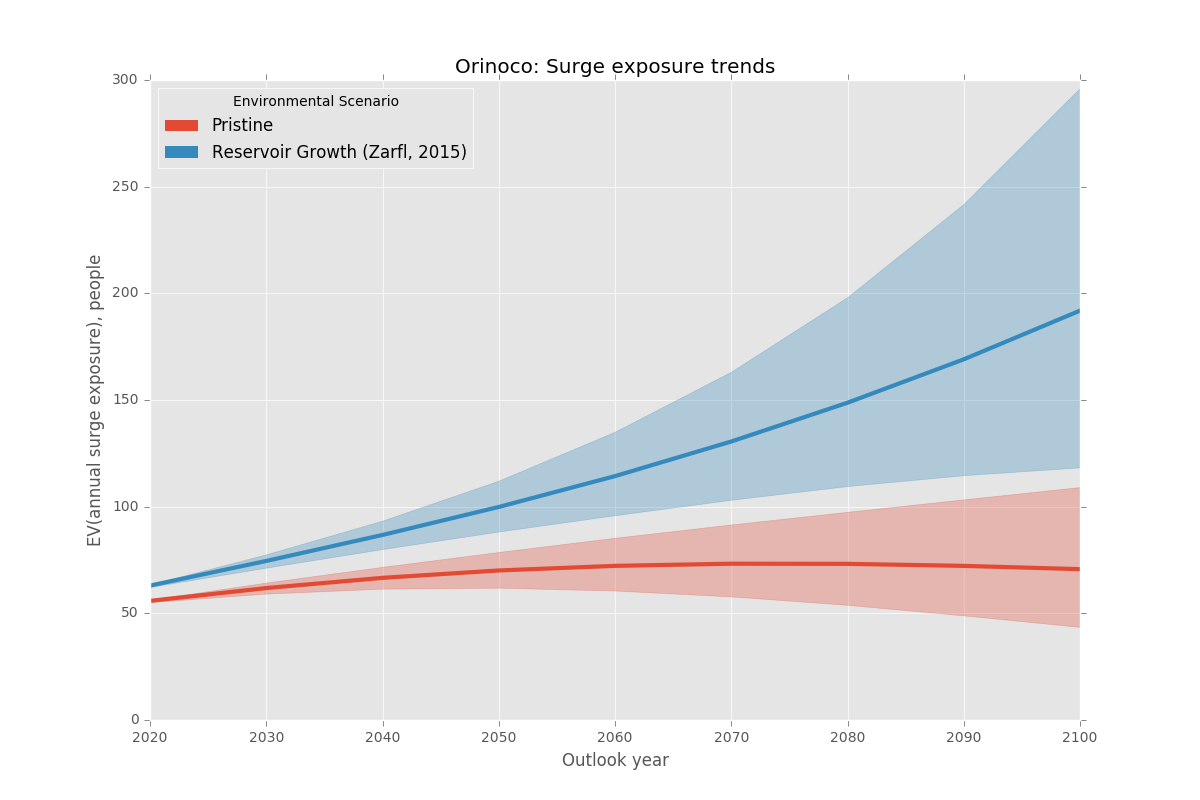 Orinoco: Surge exposure trends
300
Environmental Scenario
Pristine
Reservoir Growth (Zarfl, 2015)
250
200
150
100
50
0
EV(annual surge exposure), people
2020 2030 2040 2050 2060 2070 2080 2090 2100
Outlook year